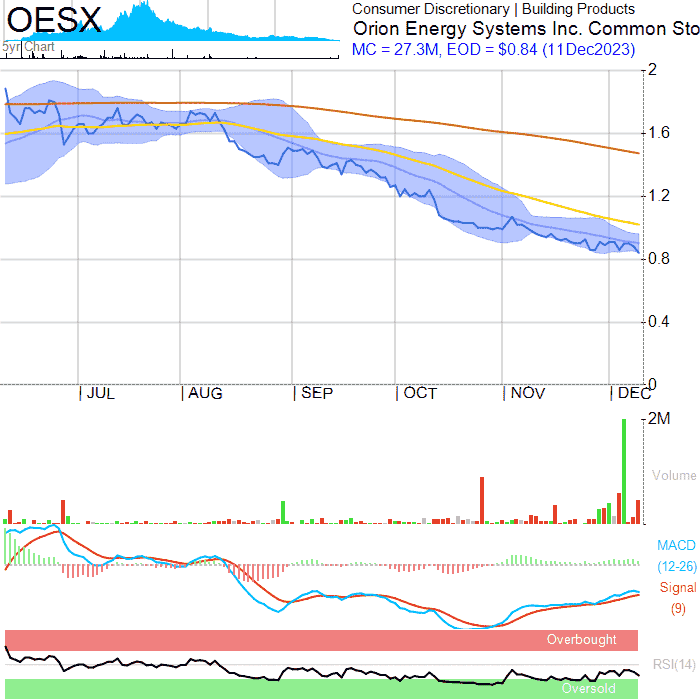 OESX
5yr Chart
Consumer Discretionary | Building Products
Orion Energy Systems Inc. Common Sto
MC = 27.3M, EOD = $0.84 (11Dec2023)
2
1.6
1.2
0.8
0.4
0
| JUL
| AUG
| SEP
| OCT
| NOV
| DEC
2M
Volume
MACD
(12-26)
Signal
(9)
Overbought
RSI(14)
Oversold